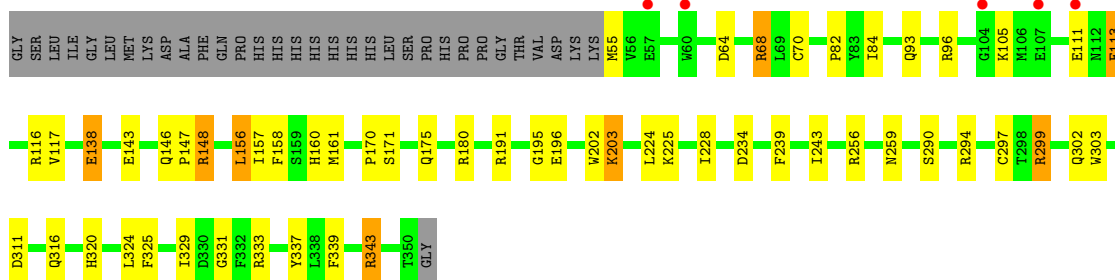 GLY SER LEU ILE GLY LEU MET LYS ASP ALA PHE GLN PRO HIS HIS HIS HIS HIS HIS HIS LEU SER PRO HIS PRO PRO GLY THR VAL ASP LYS LYS M55 V56 E57 W60 D64 R68 L69 C70 P82 Y83 I84 Q93 R96 G104 K105 M106 E107 E111 N112
R116 V117 E138 E143 Q146 P147 R148 L156 I157 F158 S159 H160 M161 P170 S171 Q175 R180 R191 G195 E196 W202 K203 L224 K225 I228 D234 F239 I243 R256 N259 S290 R294 C297 T298 R299 Q302 W303
D311 Q316 H320 L324 F325 I329 D330 G331 F332 R333 Y337 L338 F339 R343 T350 GLY